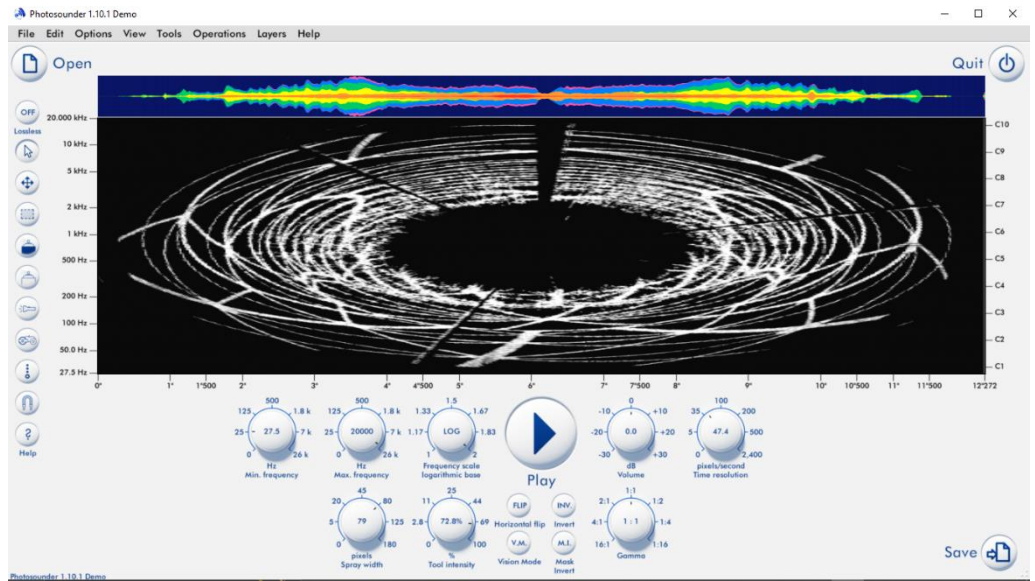 Photosounder 1.10.1 Demo
File Edit Options View Tools Operations Layers Help
Open
Quit
OFF
Lossless
Help
20.000 kHz
10 kHz
5 kHz
2 kHz
1 kHz
500 Hz
200 Hz
100 Hz
50.0 Hz
27.5 Hz
C10
C9
C8
C7
C6
C5
C4
C3
C2
C1
0" 1" 1"500 2" 3" 4" 4"500 5" 6" 7" 7"500 8" 9" 10" 10"500 11" 11"500 12"272
0 25 125 500 1.8 k 7 k 26 k
27.5
Hz
Min. frequency
0 25 125 500 1.8 k 7 k 26 k
20000
Hz
Max. frequency
1 1.17 1.33 1.5 1.67 1.83 2
LOG
Frequency scale
logarithmic base
Play
-30 -20 -10 0 +10 +20 +30
0.0
dB
Volume
0 5 35 100 200 500 2,400
47.4
pixels/second
Time resolution
0 5 20 45 80 125 180
79
pixels
Spray width
0 2.8 11 25 44 69 100
72.8%
%
Tool intensity
FLIP
Horizontal flip
INV.
Invert
V.M.
Vision Mode
M.I.
Mask
Invert
16:1 4:1 2:1 1:1 1:2 1:4 1:16
1 : 1
Gamma
Save
Photosounder 1.10.1 Demo